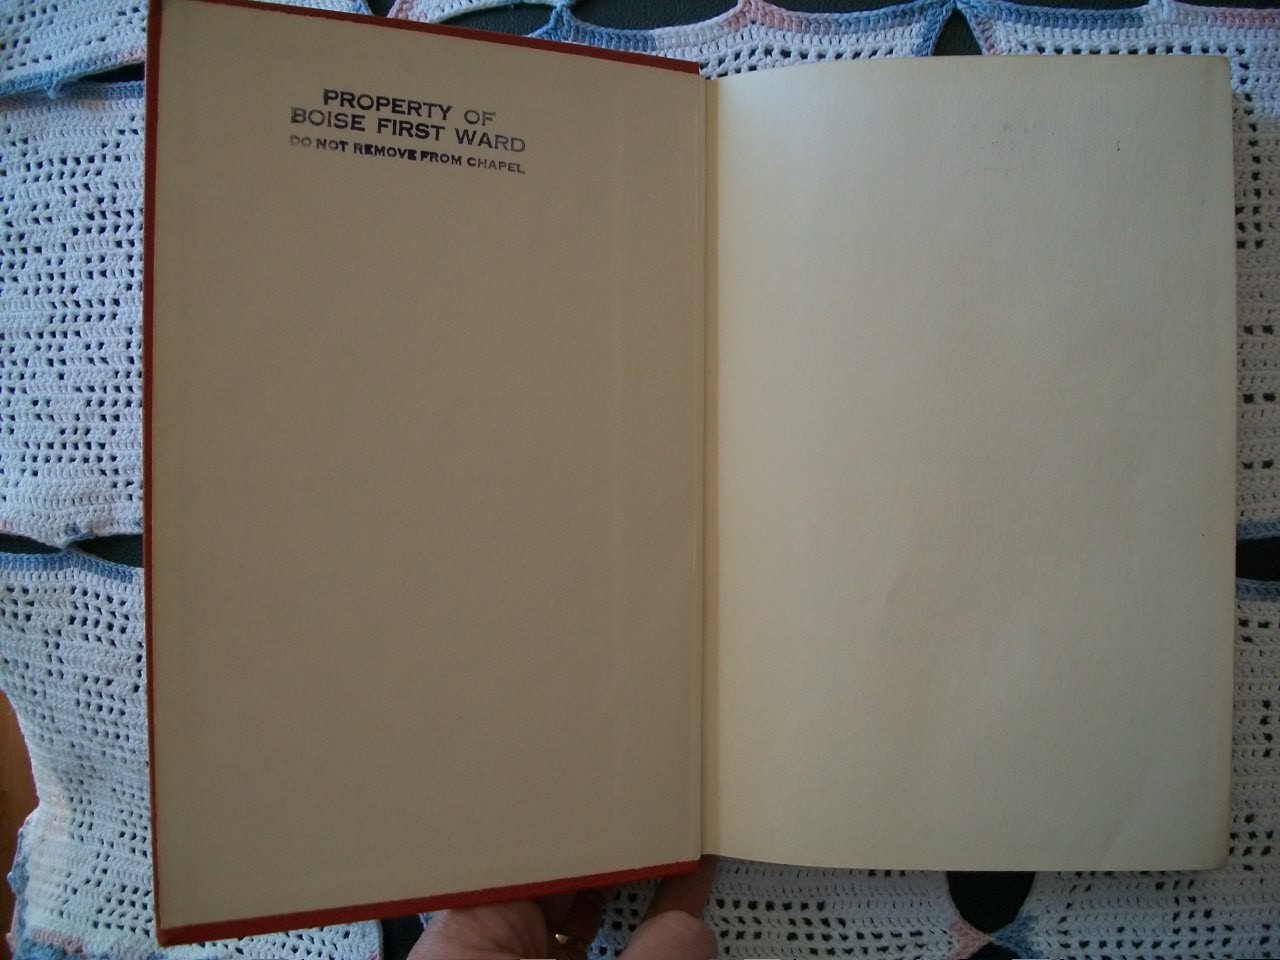 PROPERTY OF
BOISE FIRST WARD
DO NOT REMOVE FROM CHAPEL